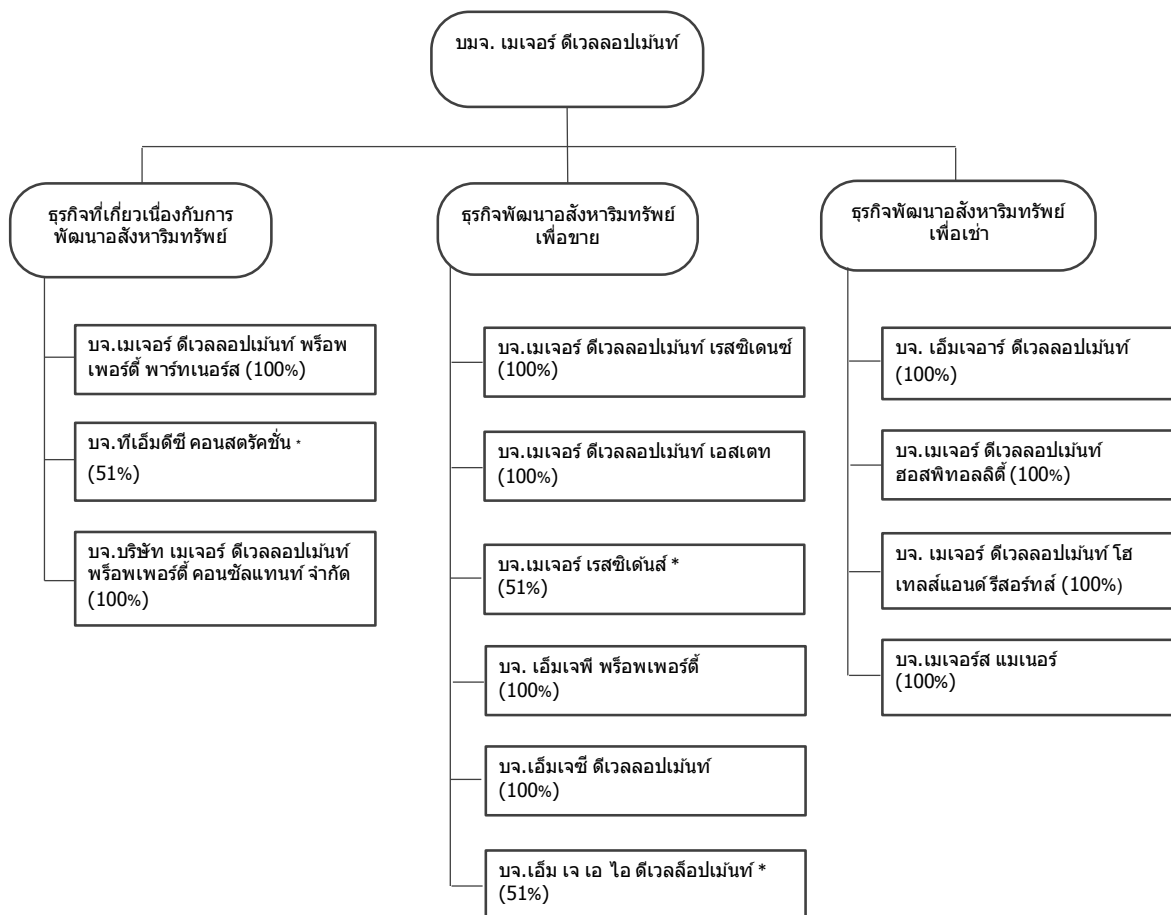 บมจ. เมเจอร์ ดีเวลลอปเม้นท์
ธุรกิจที่เกี่ยวเนื่องกับการ
พัฒนาอสังหาริมทรัพย์
บจ.เมเจอร์ ดีเวลลอปเม้นท์ พร็อพ
เพอร์ตี้ พาร์ทเนอร์ส (100%)
บจ.ทีเอ็มดีซี คอนสตรัคชั่น *
(51%)
บจ.บริษัท เมเจอร์ ดีเวลลอปเม้นท์
พร็อพเพอร์ตี้ คอนซัลแทนท์ จำกัด
(100%)
ธุรกิจพัฒนาอสังหาริมทรัพย์
เพื่อขาย
บจ.เมเจอร์ ดีเวลลอปเม้นท์ เรสซิเดนซ์
(100%)
บจ.เมเจอร์ ดีเวลลอปเม้นท์ เอสเตท
(100%)
บจ.เมเจอร์ เรสซิเด้นส์ *
(51%)
บจ. เอ็มเจพี พร็อพเพอร์ตี้
(100%)
บจ.เอ็มเจซี ดีเวลลอปเม้นท์
(100%)
บจ.เอ็ม เจ เอ ไอ ดีเวลล็อปเม้นท์ *
(51%)
ธุรกิจพัฒนาอสังหาริมทรัพย์
เพื่อเช่า
บจ. เอ็มเจอาร์ ดีเวลลอปเม้นท์
(100%)
บจ.เมเจอร์ ดีเวลลอปเม้นท์
ฮอสพิทอลลิตี้ (100%)
บจ. เมเจอร์ ดีเวลลอปเม้นท์ โฮ
เทลส์แอนด์ รีสอร์ทส์ (100%)
บจ.เมเจอร์ส แมเนอร์
(100%)